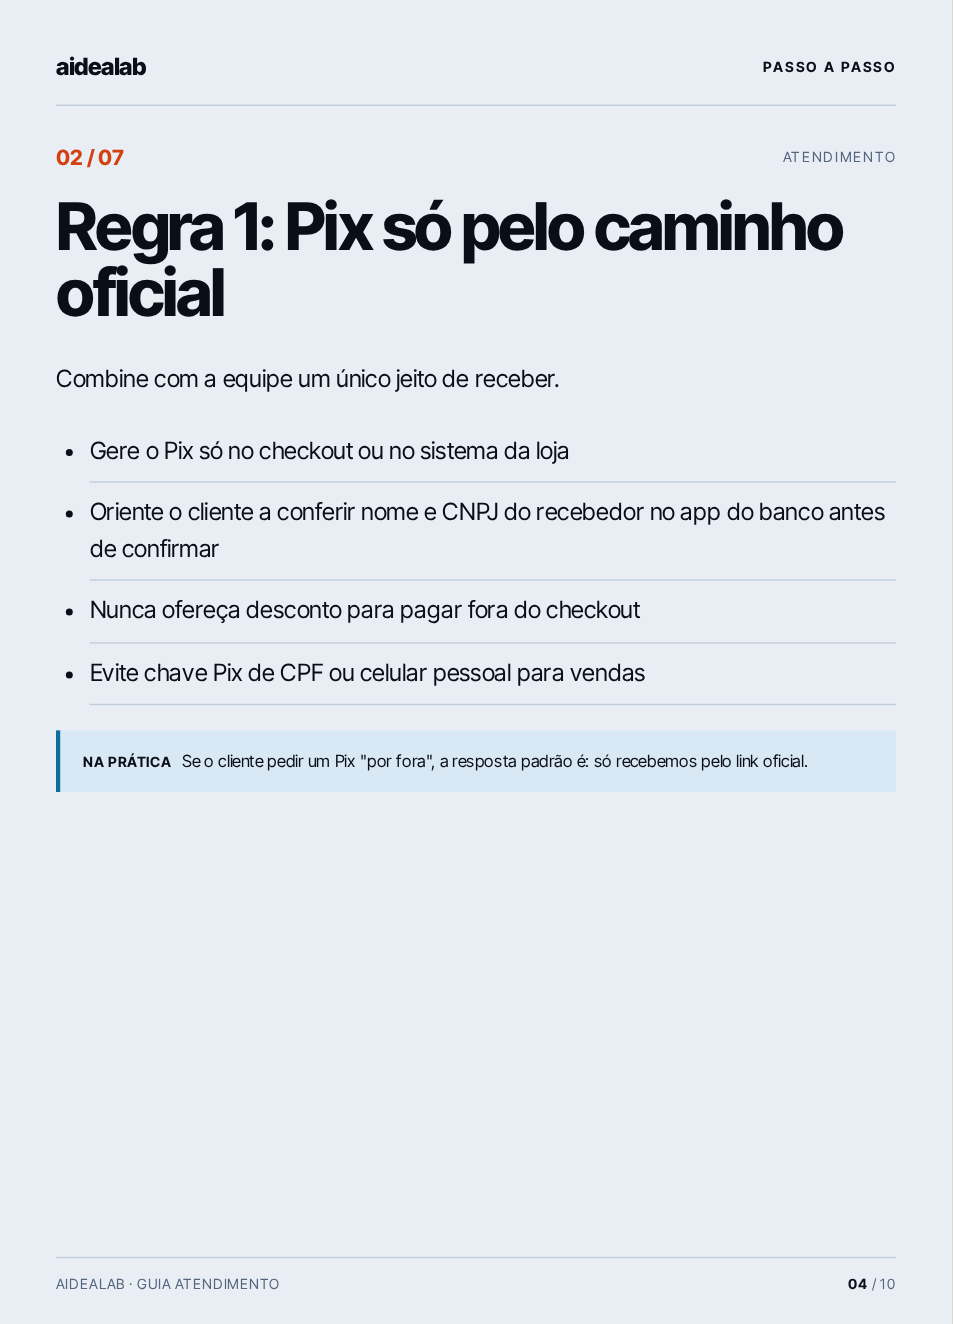 aidealab
PASSO A PASSO
02 / 07
ATENDIMENTO
Regra 1: Pix só pelo caminho
oficial
Combine com a equipe um único jeito de receber.
• Gere o Pix só no checkout ou no sistema da loja
• Oriente o cliente a conferir nome e CNPJ do recebedor no app do banco antes
de confirmar
• Nunca ofereça desconto para pagar fora do checkout
• Evite chave Pix de CPF ou celular pessoal para vendas
NA PRÁTICA Se o cliente pedir um Pix "por fora", a resposta padrão é: só recebemos pelo link oficial.
AIDEALAB · GUIA ATENDIMENTO
04 / 10